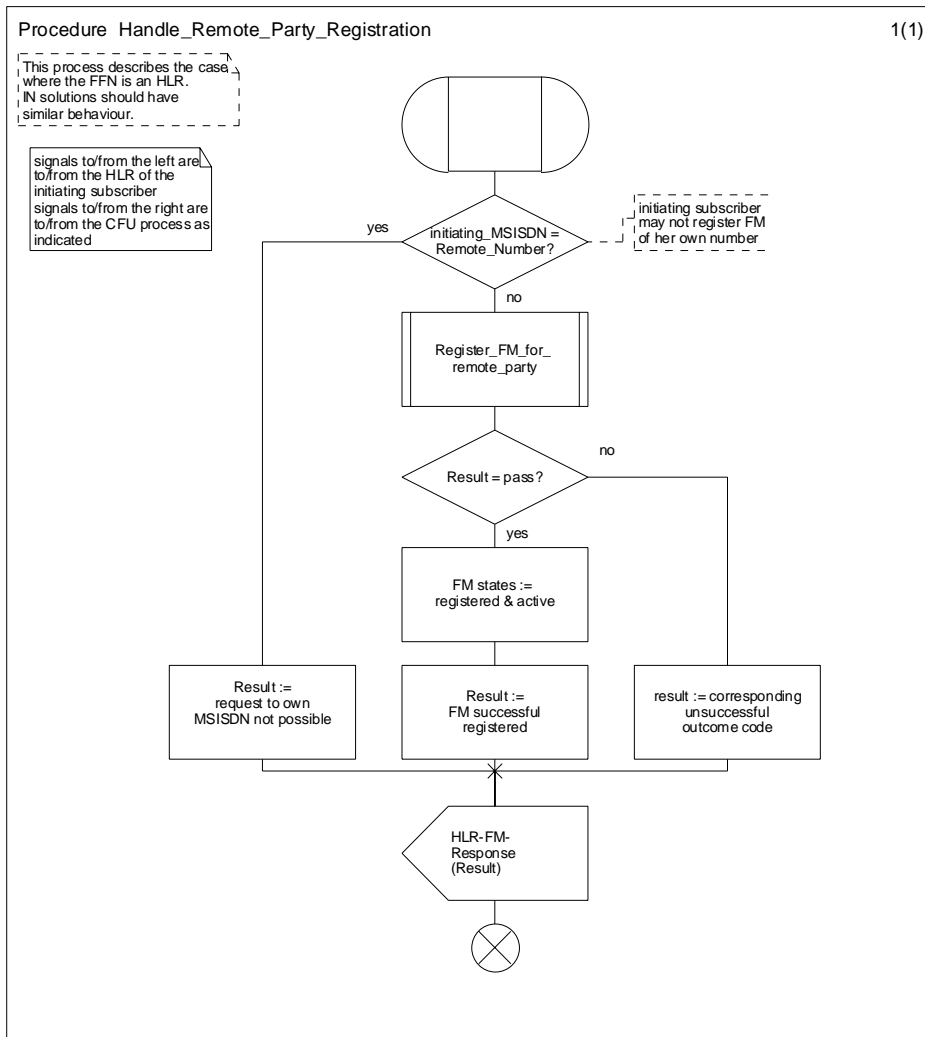 Procedure Handle_Remote_Party_Registration
1(1)
This process describes the case
where the FFN is an HLR.
IN solutions should have
similar behaviour.
signals to/from the left are
to/from the HLR of the
initiating subscriber
signals to/from the right are
to/from the CFU process as
indicated
yes
initiating_MSISDN =
Remote_Number?
initiating subscriber
may not register FM
of her own number
no
Register_FM_for_
remote_party
no
Result = pass?
yes
FM states :=
registered & active
Result :=
request to own
MSISDN not possible
Result :=
FM successful
registered
result := corresponding
unsuccessful
outcome code
HLR-FM-
Response
(Result)